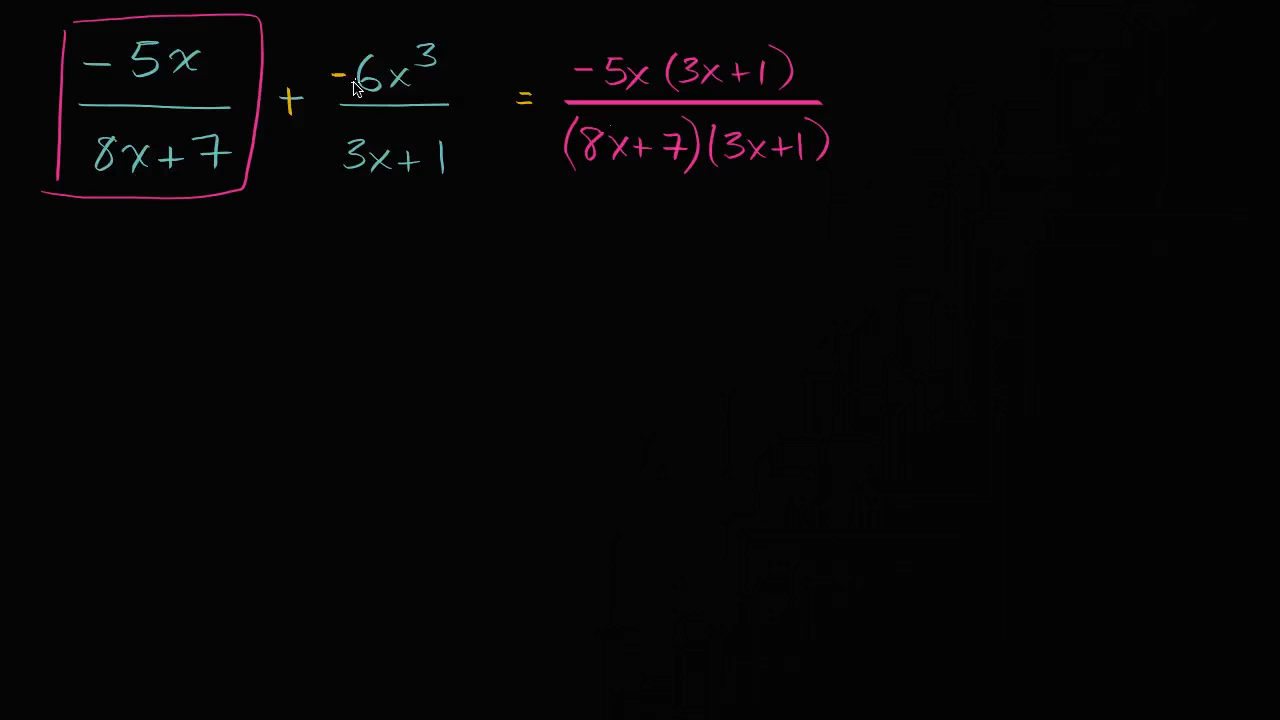 -5x/8x+7 + -6x³/3x+1 = -5x(3x+1)/(8x+7)(3x+1)